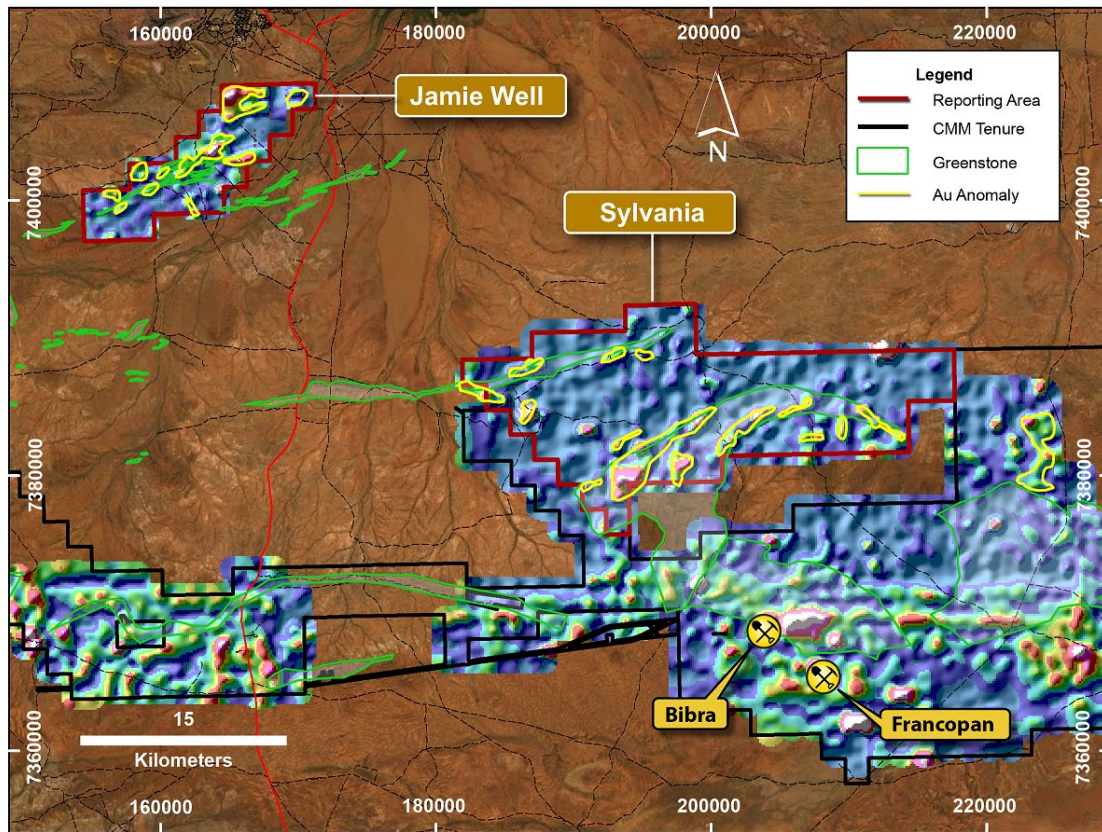 160000
180000
200000
220000
Jamie Well
N
Legend
Reporting Area
CMM Tenure
Greenstone
Au Anomaly
7400000
7400000
Sylvania
7380000
7380000
Bibra
Francopan
15
Kilometers
7360000
7360000
160000
180000
200000
220000